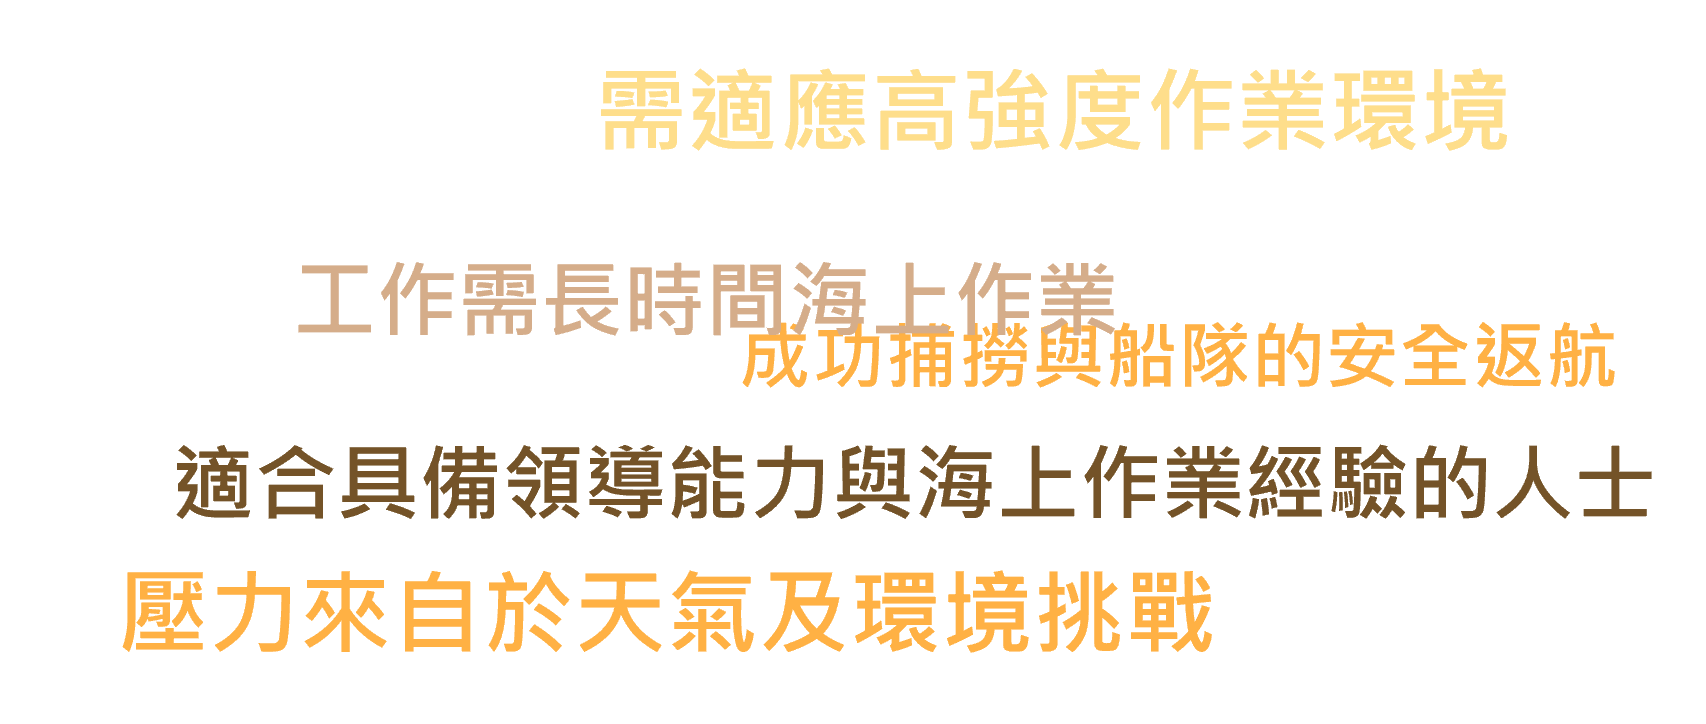 需適應高強度作業環境
工作需長時間海上作業
成功捕撈與船隊的安全返航
適合具備領導能力與海上作業經驗的人士
壓力來自於天氣及環境挑戰